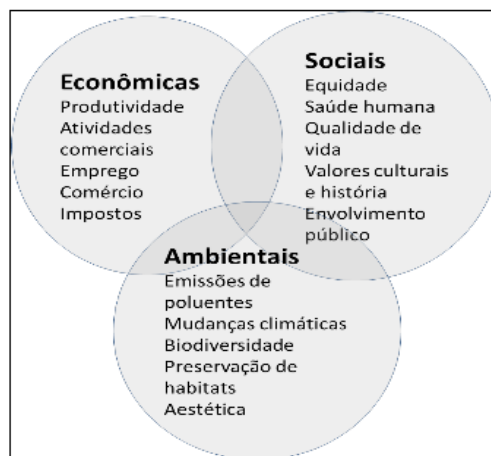 Econômicas
Produtividade
Atividades
comerciais
Emprego
Comércio
Impostos
Sociais
Equidade
Saúde humana
Qualidade de
vida
Valores culturais
e história
Envolvimento
público
Ambientais
Emissões de
poluentes
Mudanças climáticas
Biodiversidade
Preservação de
habitats
Aestética